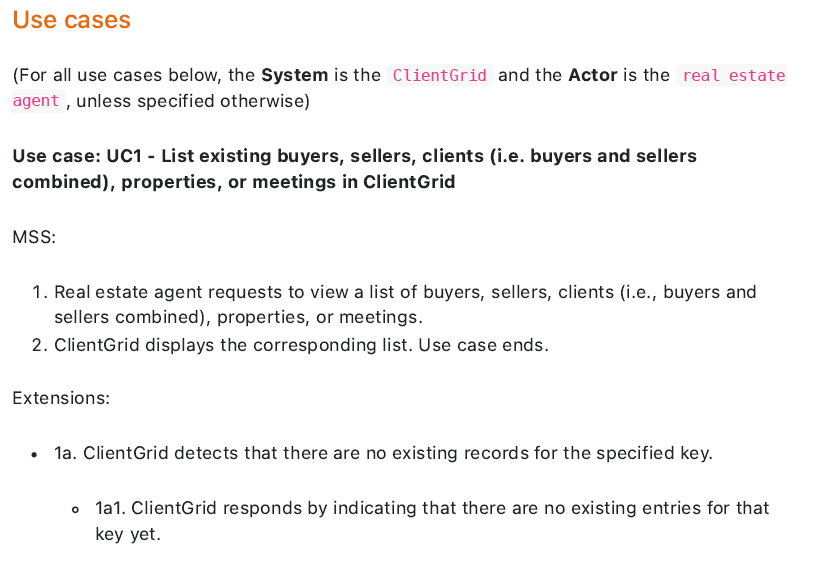 Use cases
(For all use cases below, the System is the ClientGrid and the Actor is the real estate
agent , unless specified otherwise)
Use case: UC1 - List existing buyers, sellers, clients (i.e. buyers and sellers
combined), properties, or meetings in ClientGrid
MSS:
1. Real estate agent requests to view a list of buyers, sellers, clients (i.e., buyers and
sellers combined), properties, or meetings.
2. ClientGrid displays the corresponding list. Use case ends.
Extensions:
• 1a. ClientGrid detects that there are no existing records for the specified key.
◦ 1a1. ClientGrid responds by indicating that there are no existing entries for that
key yet.